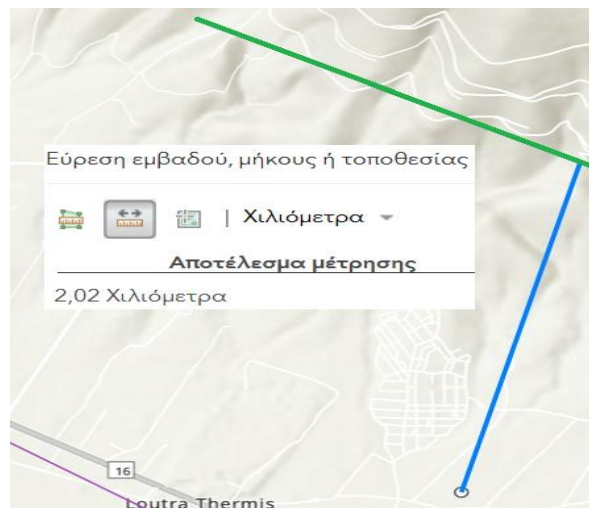 Εύρεση εμβαδού, μήκους ή τοποθεσίας
| Χιλιόμετρα
Αποτέλεσμα μέτρησης
2,02 Χιλιόμετρα
16
Loutra Thermis